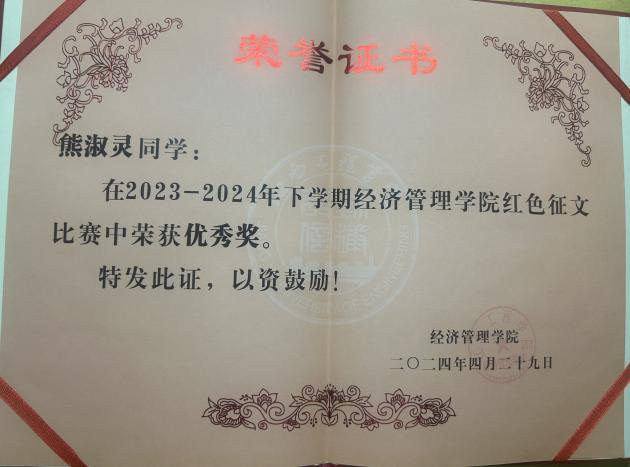 荣誉证书
熊淑灵同学：
在2023-2024年下学期经济管理学院红色征文
比赛中荣获优秀奖。
特发此证，以资鼓励！
经济管理学院
二〇二四年四月二十九日